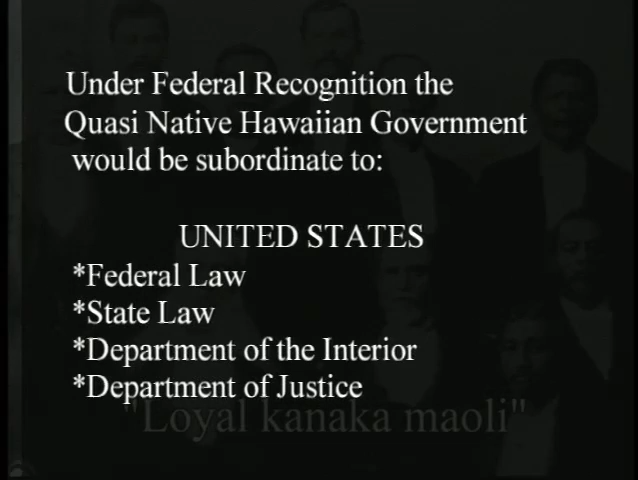 Under Federal Recognition the
Quasi Native Hawaiian Government
would be subordinate to:
UNITED STATES
*Federal Law
*State Law
*Department of the Interior
*Department of Justice
"Loyal kanaka maoli"